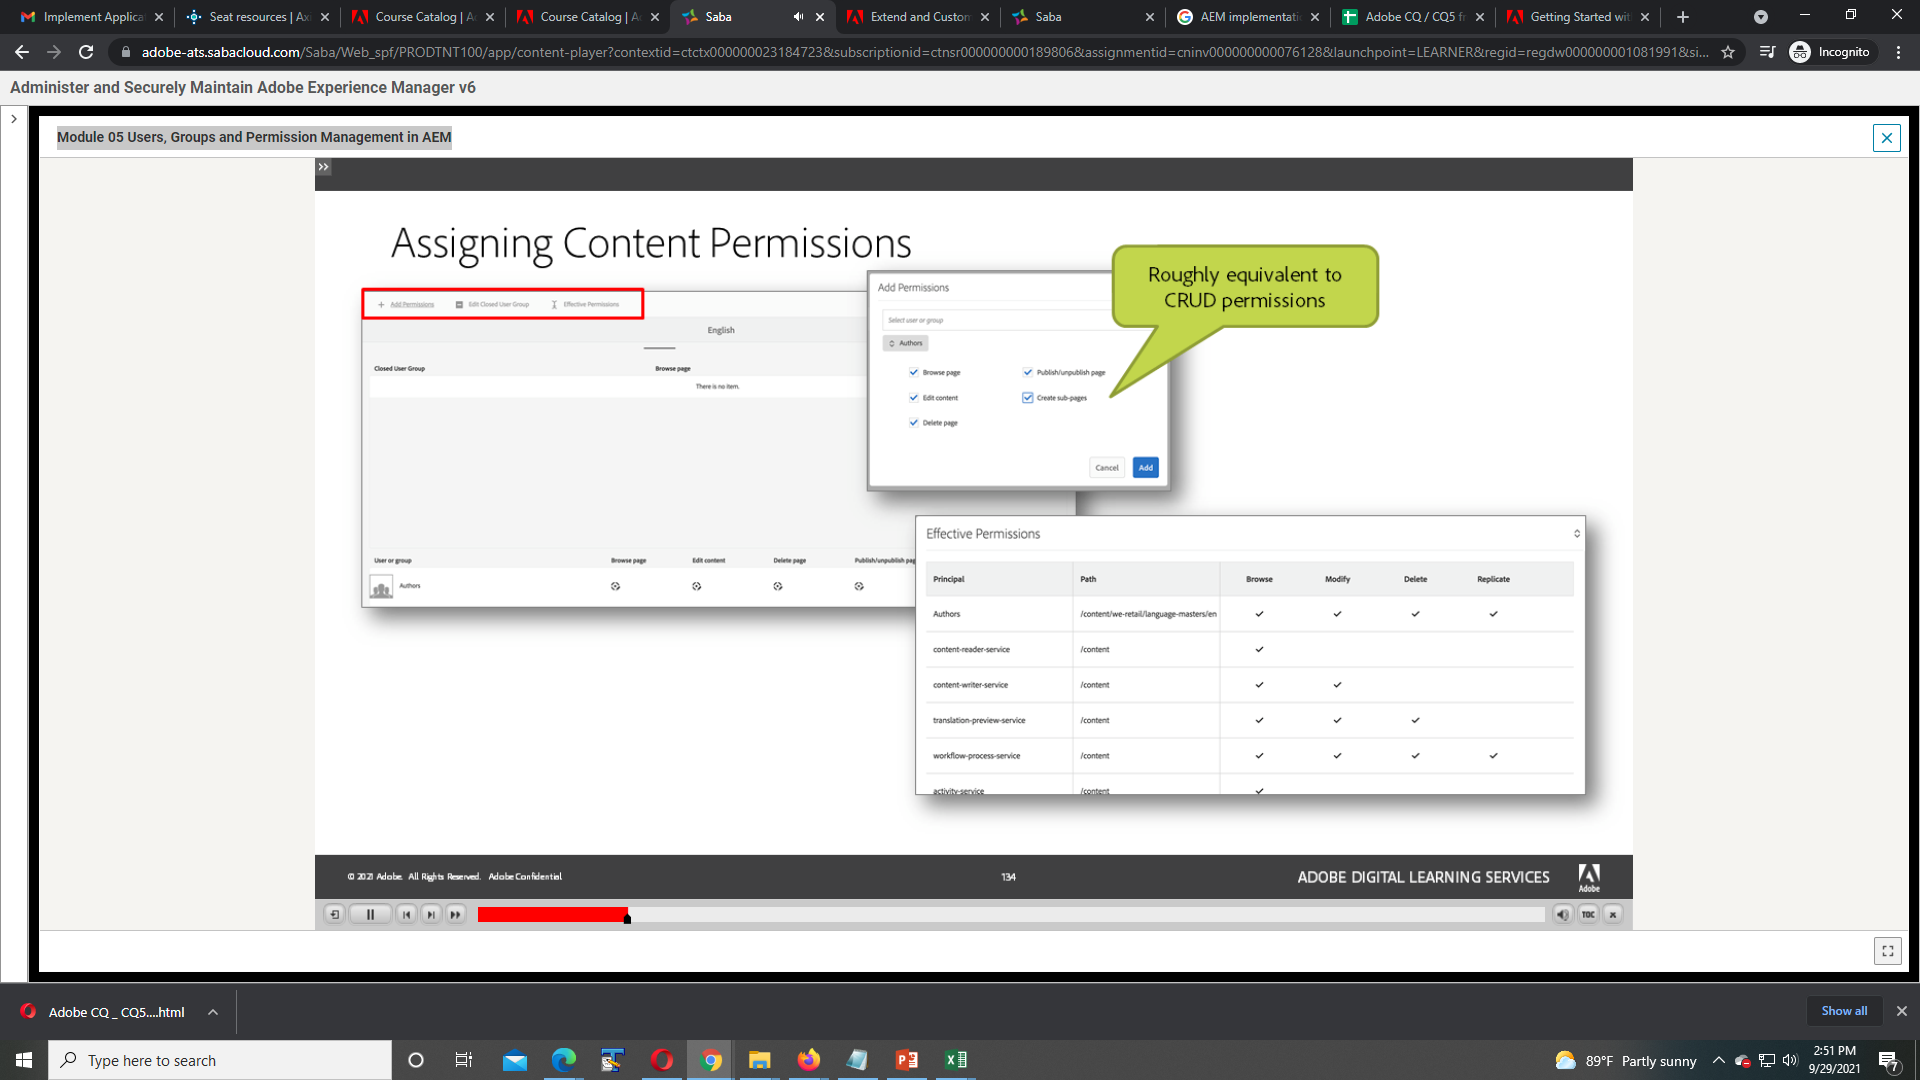 Implement Applica
Seat resources | Ax
Course Catalog | A
Course Catalog | A
Saba
Extend and Custom
Saba
AEM implementati
Adobe CQ / CQ5 fr
Getting Started wit
adobe-ats.sabacloud.com/Saba/Web_spf/PRODTNT100/app/content-player?contextid=ctctx000000023184723&subscriptionid=ctnsr0000000000189806&assignmentid=cninv000000000076128&launchpoint=LEARNER&regid=regdw000000001081991&si...
Incognito
Administer and Securely Maintain Adobe Experience Manager v6
Module 05 Users, Groups and Permission Management in AEM
Assigning Content Permissions
Add Permissions
Edit Closed User Group
Effective Permissions
English
Closed User Group
Browse page
There is no item.
User or group
Browse page
Edit content
Delete page
Publish/unpublish pag
Authors
Add Permissions
Select user or group
Authors
Browse page
Publish/unpublish page
Edit content
Create sub-pages
Delete page
Cancel
Add
Roughly equivalent to
CRUD permissions
Effective Permissions
Principal Path Browse Modify Delete Replicate
Authors /content/we-retail/language-masters/en
content-reader-service /content
content-writer-service /content
translation-preview-service /content
workflow-process-service /content
activity-service /content
© 2021 Adobe. All Rights Reserved. Adobe Confidential
134
ADOBE DIGITAL LEARNING SERVICES
Adobe
TOC
Adobe CQ _ CQ5....html
Show all
Type here to search
89°F Partly sunny
2:51 PM
9/29/2021
7